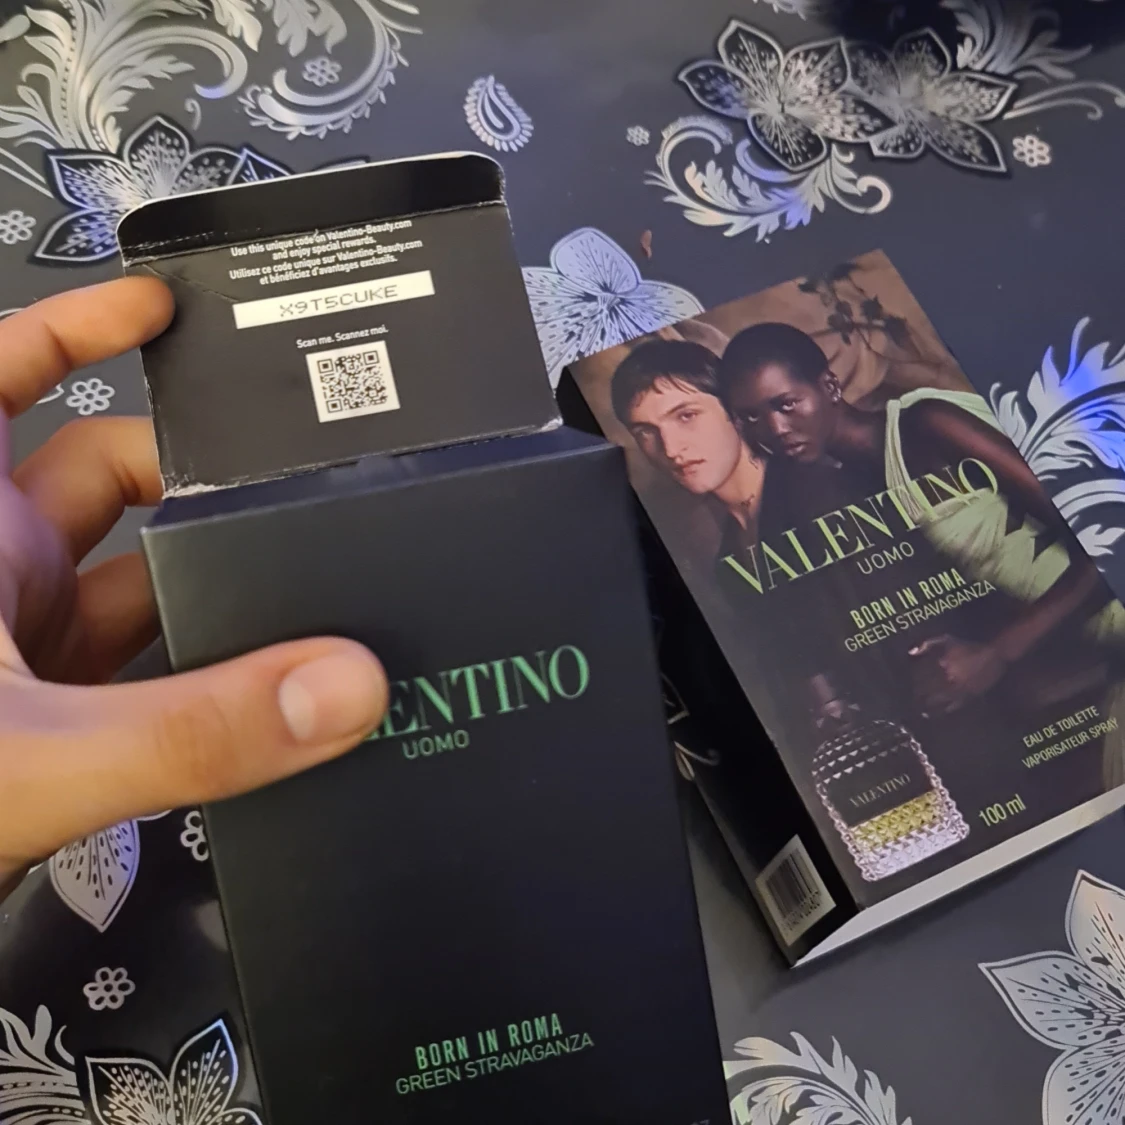 Use this unique code on Valentino-Beauty.com
and enjoy special rewards.
Utilisez ce code unique sur Valentino-Beauty.com
et bénéficiez d'avantages exclusifs.
X9T5CUKE
Scan me. Scannez moi.
ENTINO
UOMO
BORN IN ROMA
GREEN STRAVAGANZA
VALENTINO
UOMO
BORN IN ROMA
GREEN STRAVAGANZA
EAU DE TOILETTE
VAPORISATEUR SPRAY
VALENTINO
100 ml